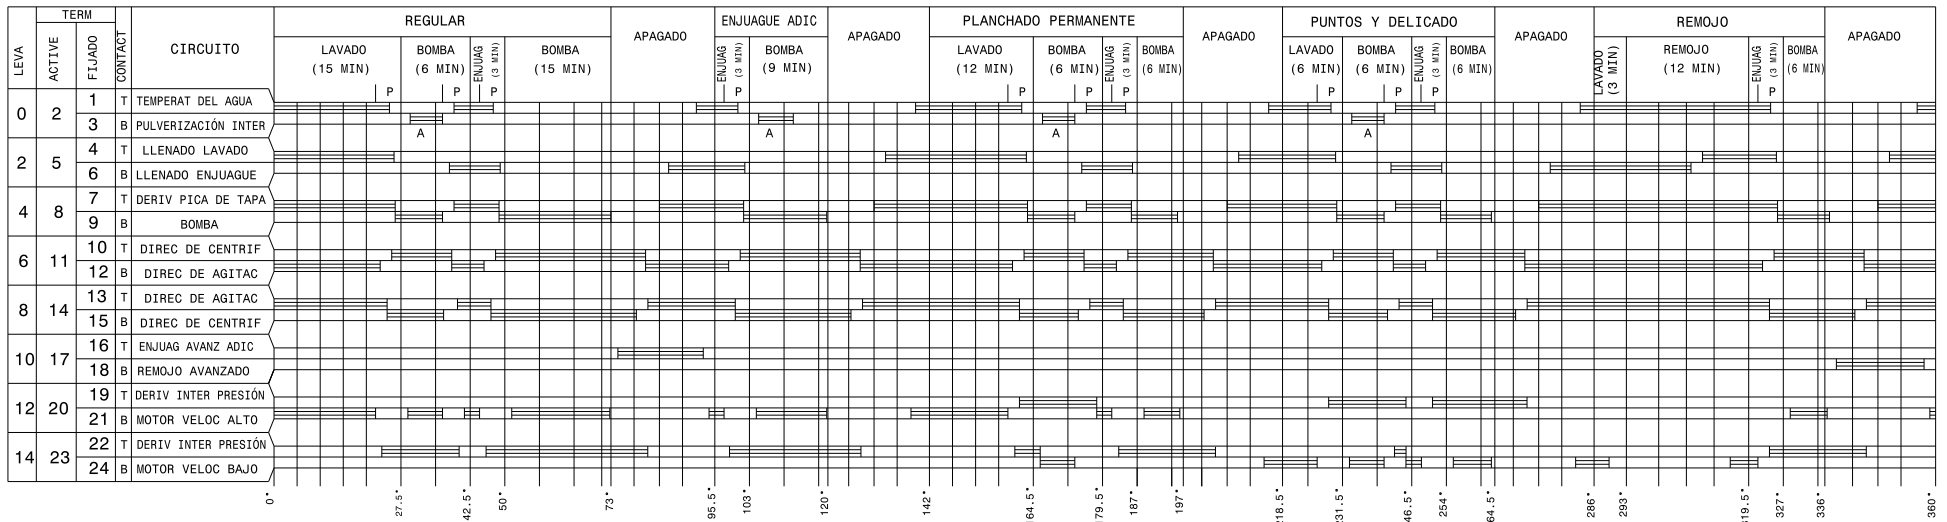 LEVA TERM CONTACT CIRCUITO REGULAR APAGADO ENJUAGUE ADIC APAGADO PLANCHADO PERMANENTE APAGADO PUNTOS Y DELICADO APAGADO REMOJO APAGADO
ACTIVE FIJADO
LAVADO (15 MIN) BOMBA (6 MIN) ENJUAG (3 MIN) BOMBA (15 MIN) ENJUAG (3 MIN) BOMBA (9 MIN) LAVADO (12 MIN) BOMBA (6 MIN) ENJUAG (3 MIN) BOMBA (6 MIN) LAVADO (6 MIN) BOMBA (6 MIN) ENJUAG (3 MIN) BOMBA (6 MIN) LAVADO (3 MIN) REMOJO (12 MIN) ENJUAG (3 MIN) BOMBA (6 MIN)
P P P P P P P P P P P
0 2 1 T TEMPERAT DEL AGUA
3 B PULVERIZACIÓN INTER
A A A A
2 5 4 T LLENADO LAVADO
6 B LLENADO ENJUAGUE
4 8 7 T DERIV PICA DE TAPA
9 B BOMBA
6 11 10 T DIREC DE CENTRIF
12 B DIREC DE AGITAC
8 14 13 T DIREC DE AGITAC
15 B DIREC DE CENTRIF
10 17 16 T ENJUAG AVANZ ADIC
18 B REMOJO AVANZADO
12 20 19 T DERIV INTER PRESIÓN
21 B MOTOR VELOC ALTO
14 23 22 T DERIV INTER PRESIÓN
24 B MOTOR VELOC BAJO
0° 27.5° 42.5° 50° 73° 95.5° 103° 120° 142° 164.5° 179.5° 187° 197° 218.5° 231.5° 46.5° 254° 64.5° 286° 293° 319.5° 327° 336° 360°